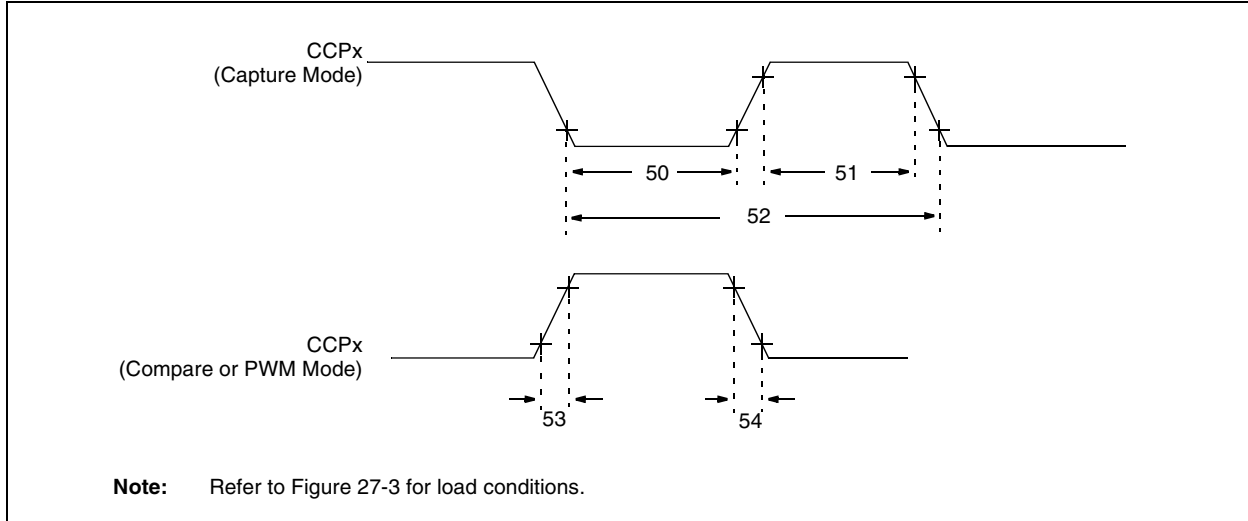 CCPx
(Capture Mode)
50
51
52
CCPx
(Compare or PWM Mode)
53
54
Note: Refer to Figure 27-3 for load conditions.